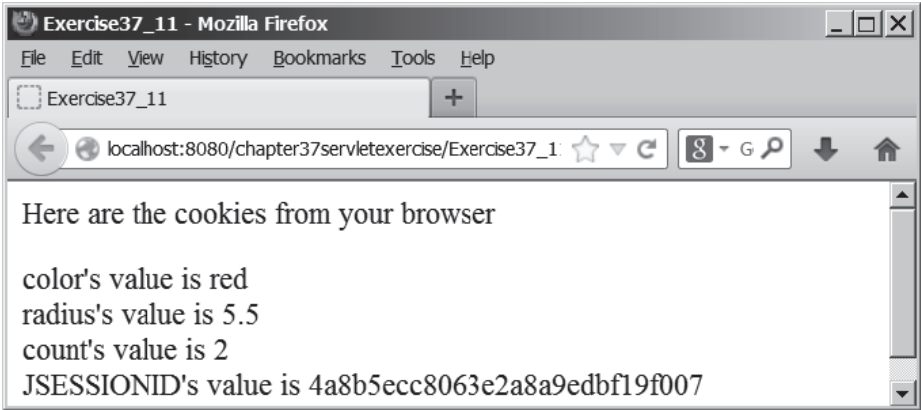 Exercise37_11 - Mozilla Firefox
File Edit View History Bookmarks Tools Help
Exercise37_11 +
localhost:8080/chapter37servletexercise/Exercise37_1 8 G
Here are the cookies from your browser
color's value is red
radius's value is 5.5
count's value is 2
JSESSIONID's value is 4a8b5ecc8063e2a8a9edbf19f007